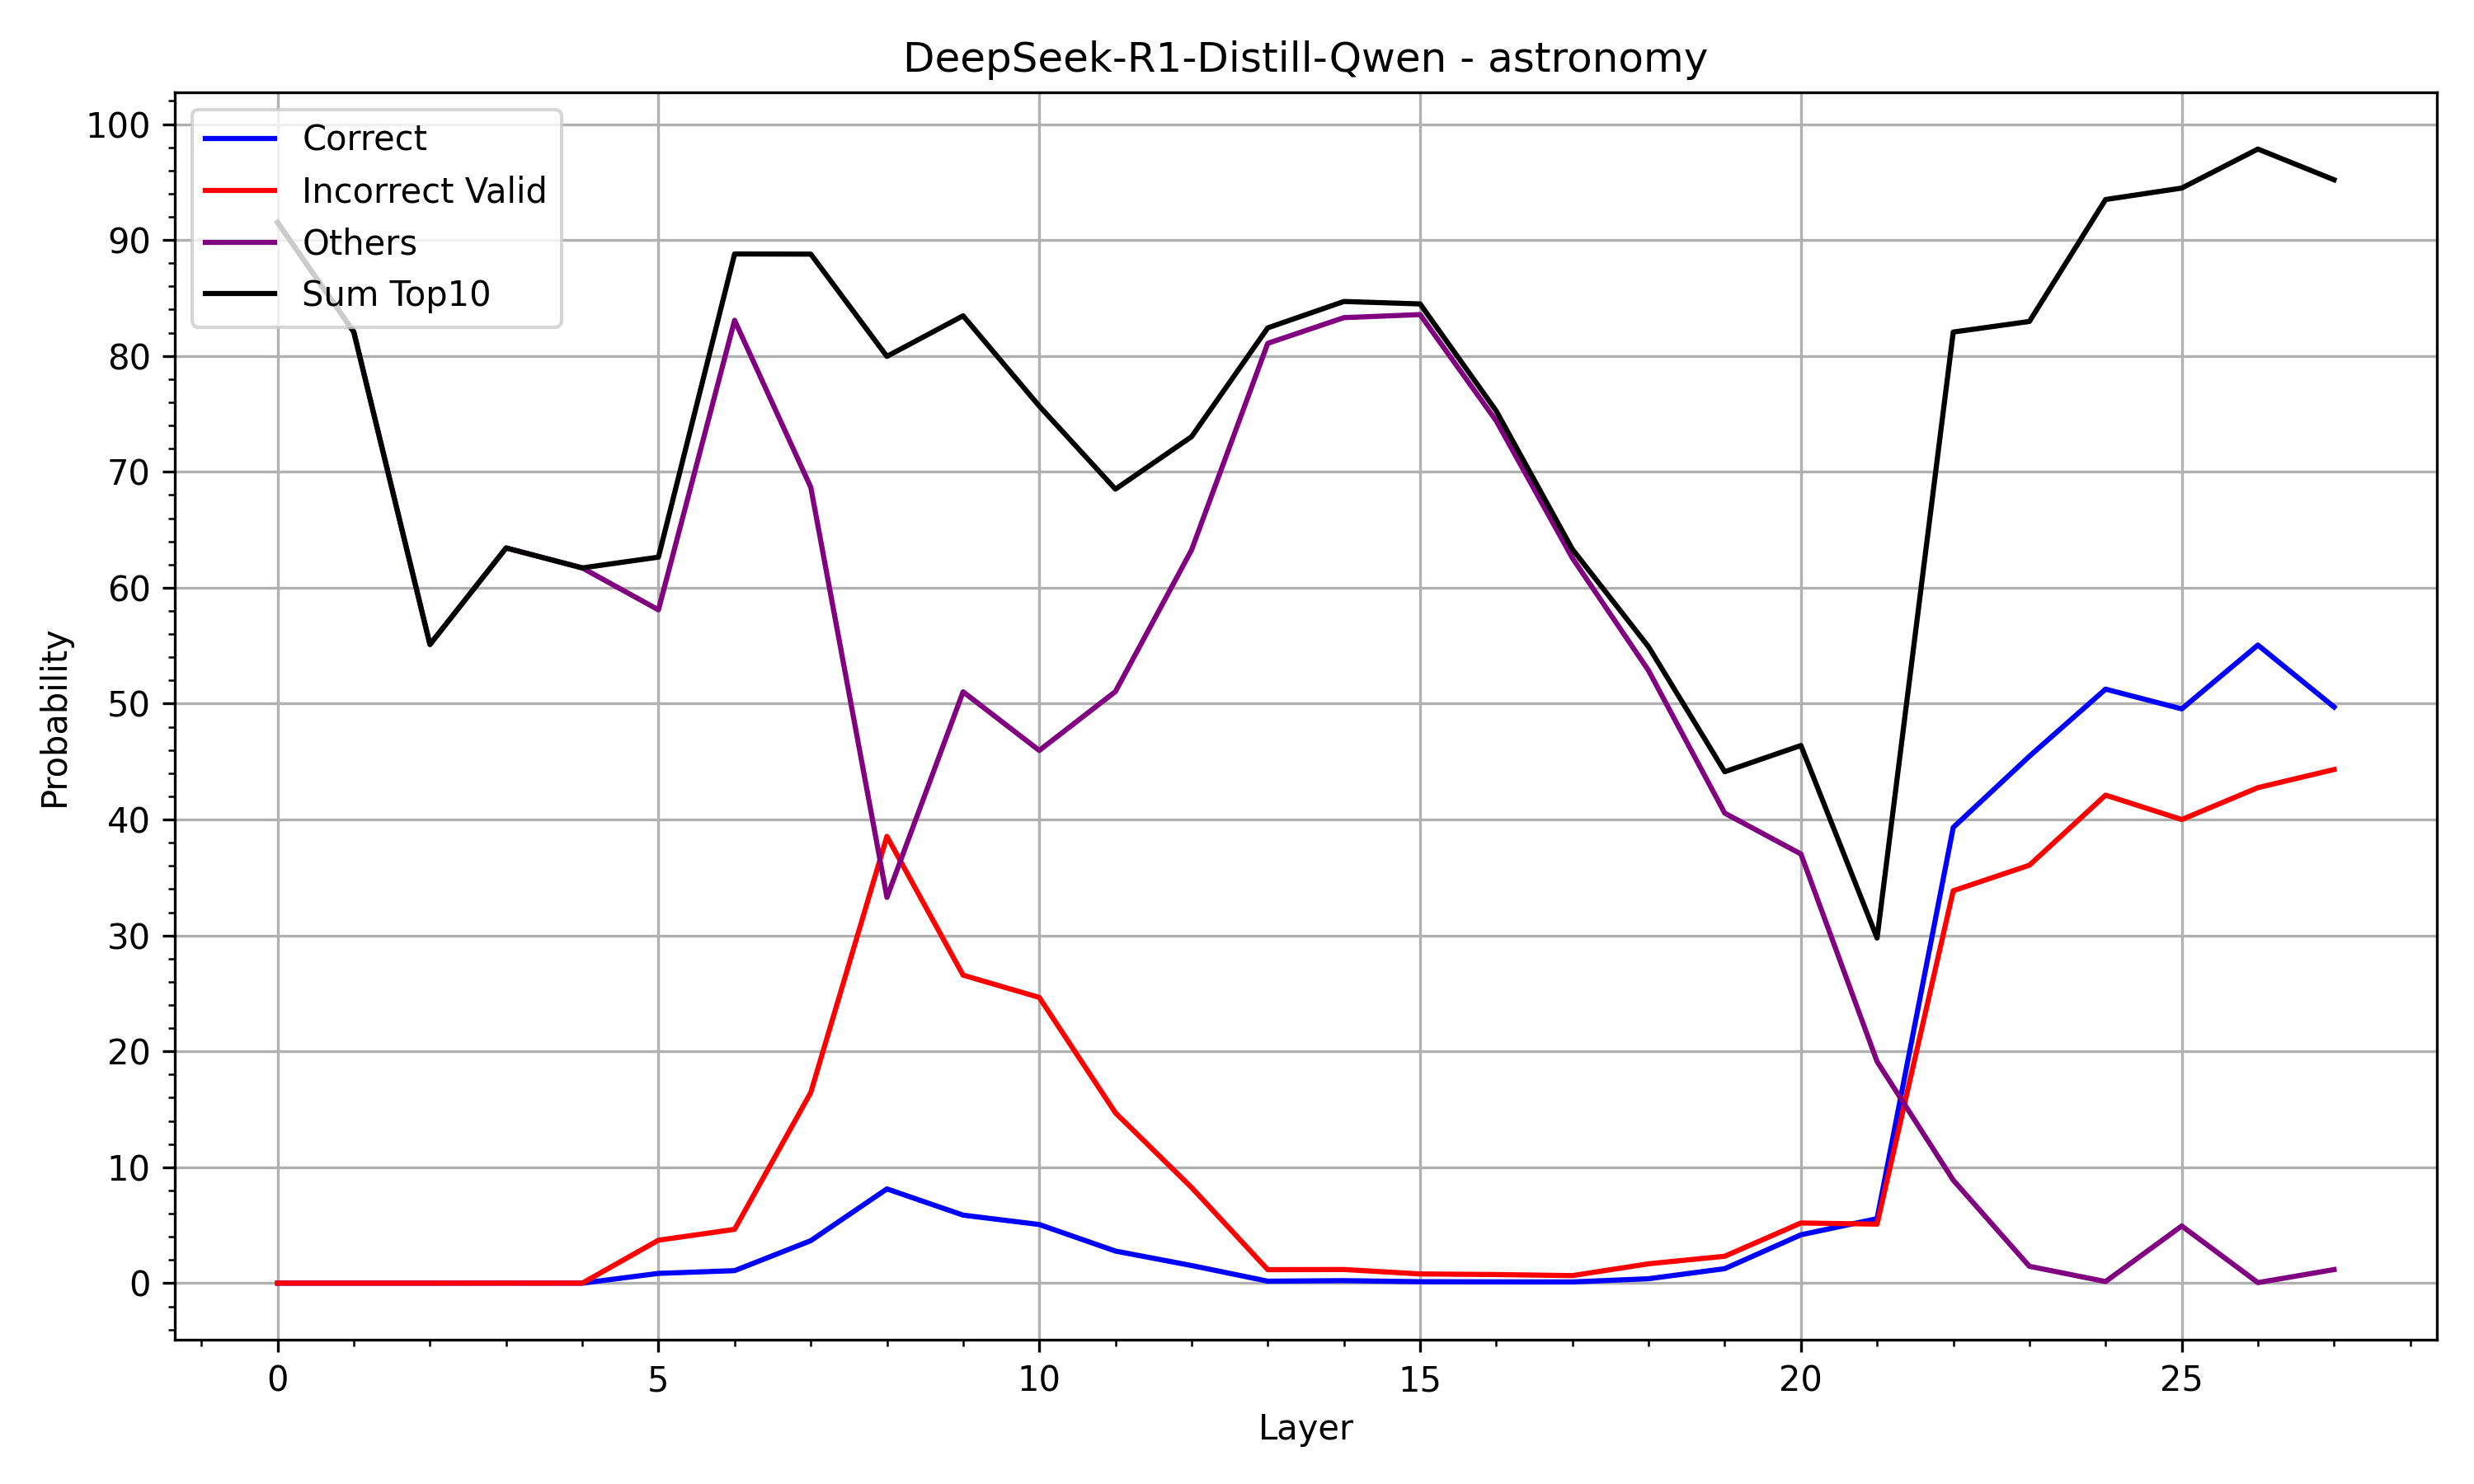 DeepSeek-R1-Distill-Qwen - astronomy
Correct
Incorrect Valid
Others
Sum Top10
Probability
100
90
80
70
60
50
40
30
20
10
0
0 5 10 15 20 25
Layer